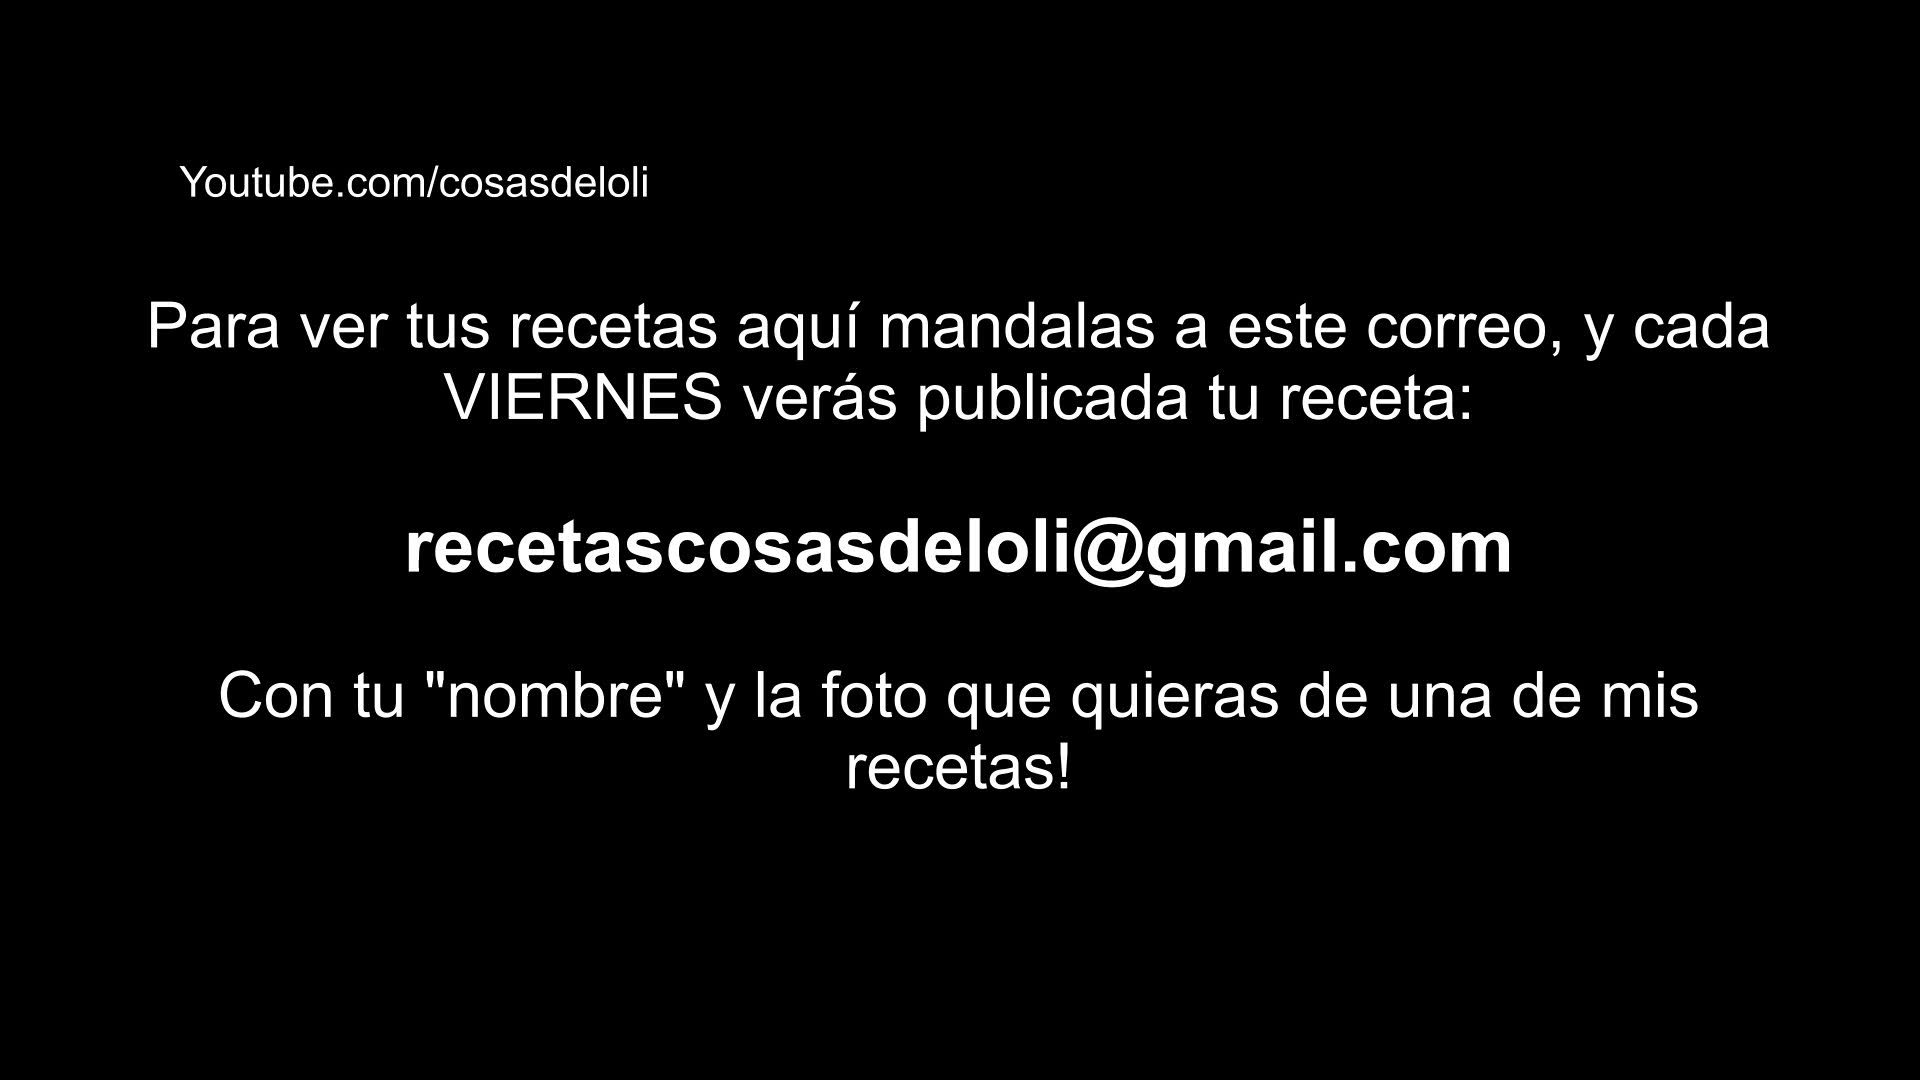 Youtube.com/cosasdeloli
Para ver tus recetas aquí mandalas a este correo, y cada
VIERNES verás publicada tu receta:
recetascosasdeloli@gmail.com
Con tu "nombre" y la foto que quieras de una de mis
recetas!